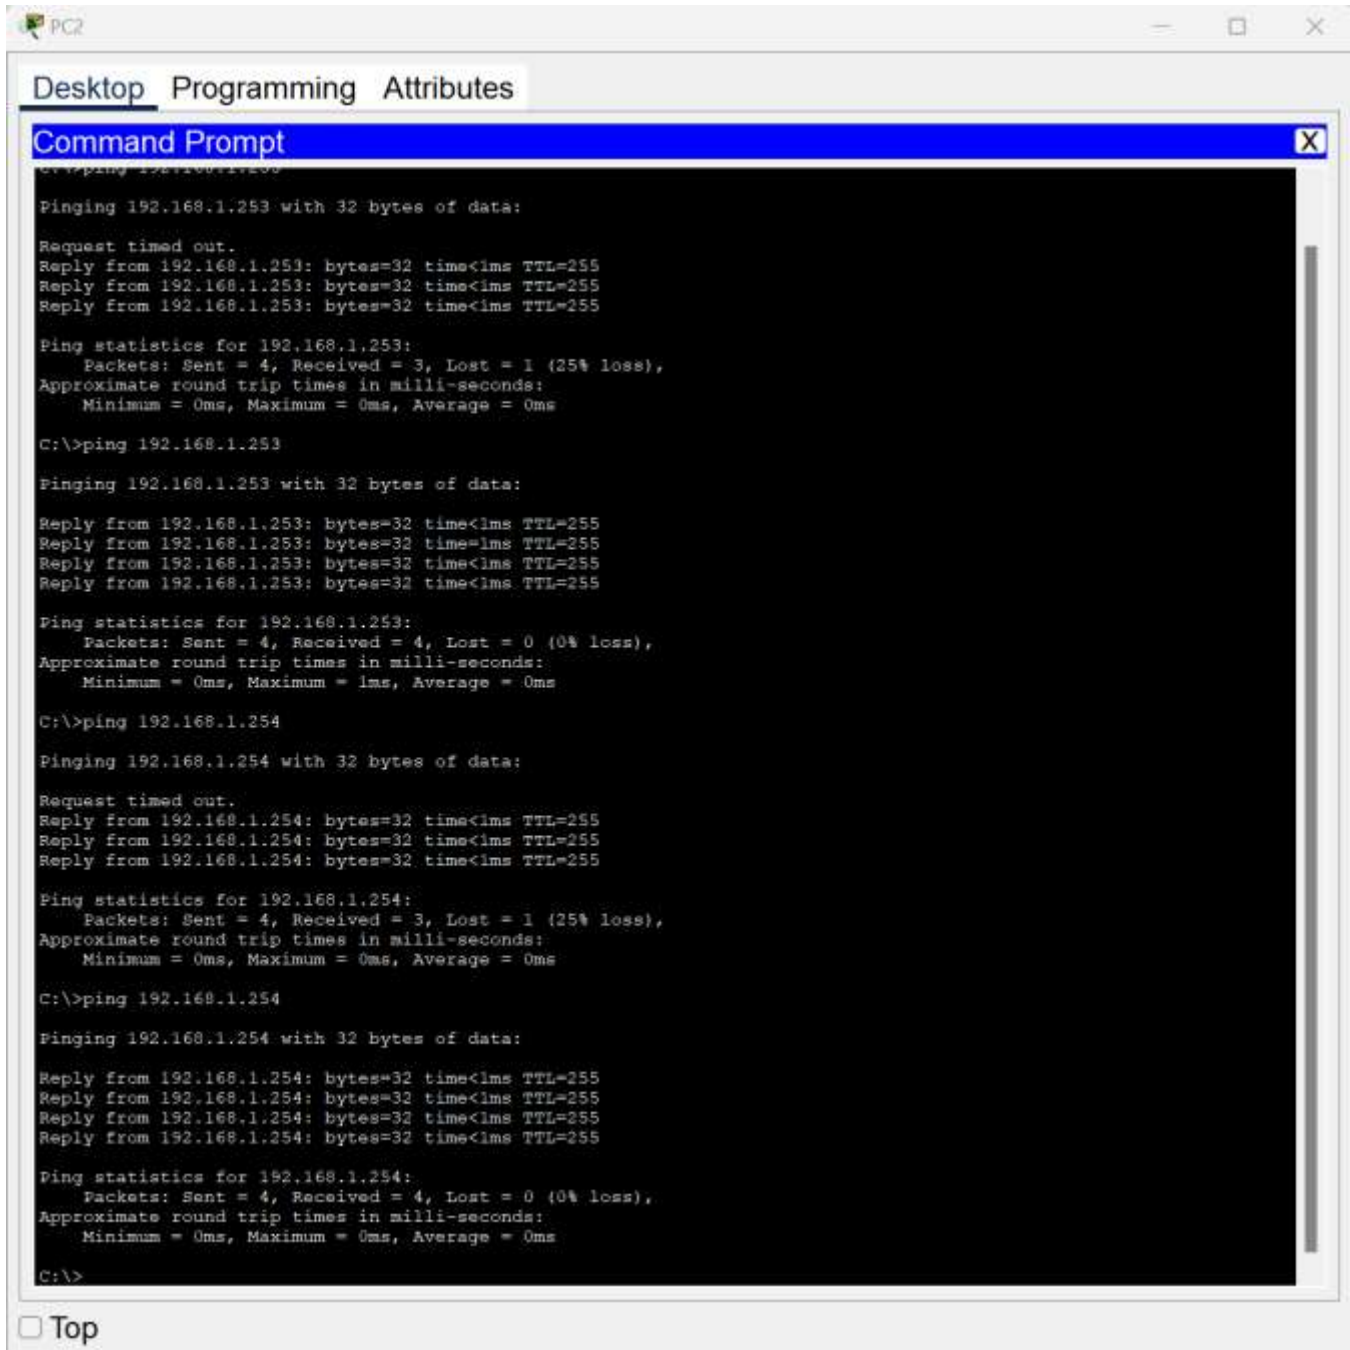 PC2
Desktop Programming Attributes
Command Prompt
X
C:\>ping 192.168.1.253
Pinging 192.168.1.253 with 32 bytes of data:
Request timed out.
Reply from 192.168.1.253: bytes=32 time<1ms TTL=255
Reply from 192.168.1.253: bytes=32 time<1ms TTL=255
Reply from 192.168.1.253: bytes=32 time<1ms TTL=255
Ping statistics for 192.168.1.253:
Packets: Sent = 4, Received = 3, Lost = 1 (25% loss),
Approximate round trip times in milli-seconds:
Minimum = 0ms, Maximum = 0ms, Average = 0ms
C:\>ping 192.168.1.253
Pinging 192.168.1.253 with 32 bytes of data:
Reply from 192.168.1.253: bytes=32 time<1ms TTL=255
Reply from 192.168.1.253: bytes=32 time=1ms TTL=255
Reply from 192.168.1.253: bytes=32 time<1ms TTL=255
Reply from 192.168.1.253: bytes=32 time<1ms TTL=255
Ping statistics for 192.168.1.253:
Packets: Sent = 4, Received = 4, Lost = 0 (0% loss),
Approximate round trip times in milli-seconds:
Minimum = 0ms, Maximum = 1ms, Average = 0ms
C:\>ping 192.168.1.254
Pinging 192.168.1.254 with 32 bytes of data:
Request timed out.
Reply from 192.168.1.254: bytes=32 time<1ms TTL=255
Reply from 192.168.1.254: bytes=32 time<1ms TTL=255
Reply from 192.168.1.254: bytes=32 time<1ms TTL=255
Ping statistics for 192.168.1.254:
Packets: Sent = 4, Received = 3, Lost = 1 (25% loss),
Approximate round trip times in milli-seconds:
Minimum = 0ms, Maximum = 0ms, Average = 0ms
C:\>ping 192.168.1.254
Pinging 192.168.1.254 with 32 bytes of data:
Reply from 192.168.1.254: bytes=32 time<1ms TTL=255
Reply from 192.168.1.254: bytes=32 time<1ms TTL=255
Reply from 192.168.1.254: bytes=32 time<1ms TTL=255
Reply from 192.168.1.254: bytes=32 time<1ms TTL=255
Ping statistics for 192.168.1.254:
Packets: Sent = 4, Received = 4, Lost = 0 (0% loss),
Approximate round trip times in milli-seconds:
Minimum = 0ms, Maximum = 0ms, Average = 0ms
C:\>
Top